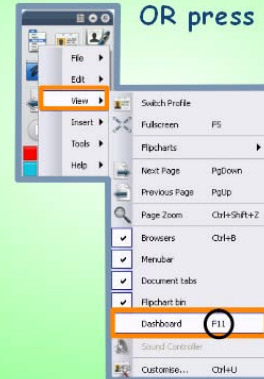 OR press
File
Edit
View
Insert
Tools
Help
Switch Profile
Fullscreen F5
Flipcharts
Next Page PgDown
Previous Page PgUp
Page Zoom Ctrl+Shift+Z
Browsers Ctrl+B
Menubar
Document tabs
Flipchart bin
Dashboard F11
Sound Controller
Customise... Ctrl+U